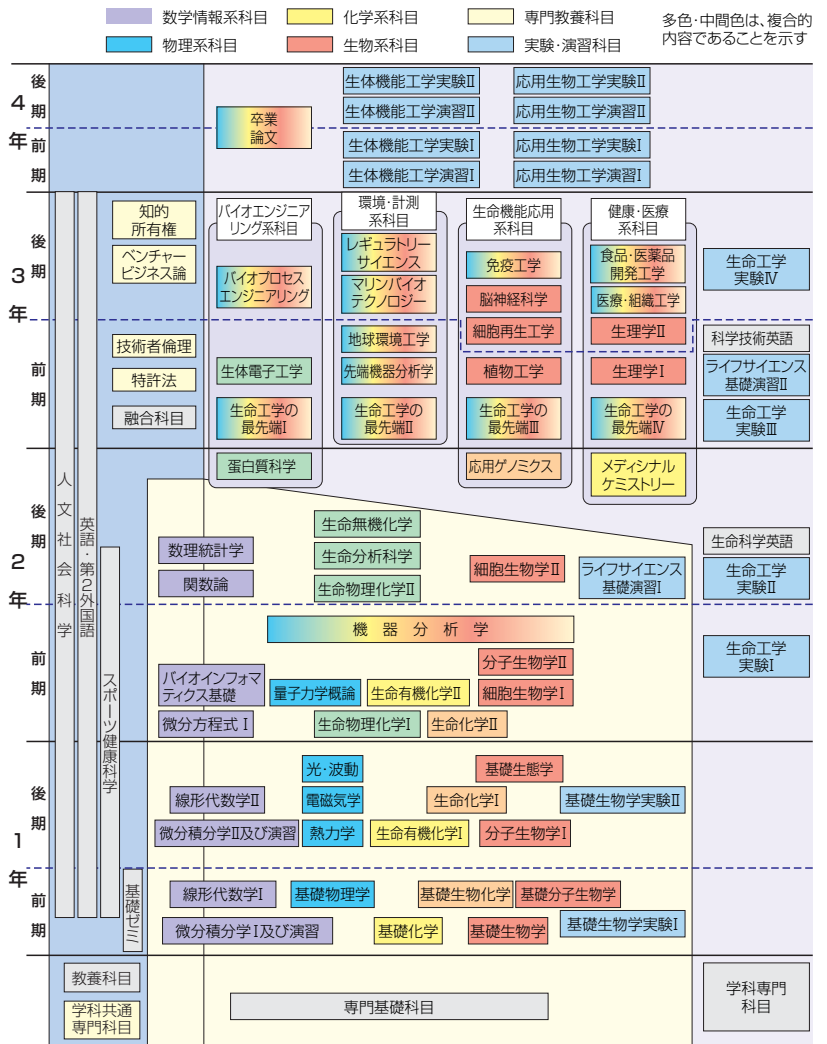 数学情報系科目
化学系科目
専門教養科目
物理系科目
生物系科目
実験・演習科目
多色・中間色は、複合的
内容であることを示す
4年
後期
前期
生体機能工学実験Ⅱ
応用生物工学実験Ⅱ
生体機能工学演習Ⅱ
応用生物工学演習Ⅱ
卒業
論文
生体機能工学実験Ⅰ
応用生物工学実験Ⅰ
生体機能工学演習Ⅰ
応用生物工学演習Ⅰ
3年
後期
前期
知的
所有権
ベンチャー
ビジネス論
技術者倫理
特許法
融合科目
バイオエンジニア
リング系科目
バイオプロセス
エンジニアリング
生体電子工学
生命工学の
最先端Ⅰ
蛋白質科学
環境・計測
系科目
レギュラトリー
サイエンス
マリンバイオ
テクノロジー
地球環境工学
先端機器分析学
生命工学の
最先端Ⅱ
生命機能応用
系科目
免疫工学
脳神経科学
細胞再生工学
植物工学
生命工学の
最先端Ⅲ
応用ゲノミクス
健康・医療
系科目
食品・医薬品
開発工学
医療・組織工学
生理学Ⅱ
生理学Ⅰ
生命工学の
最先端Ⅳ
メディシナル
ケミストリー
生命工学
実験Ⅳ
科学技術英語
ライフサイエンス
基礎演習Ⅱ
生命工学
実験Ⅲ
人文社会科学
英語・第2外国語
スポーツ健康科学
基礎ゼミ
2年
後期
前期
生命無機化学
数理統計学
生命分析科学
関数論
生命物理化学Ⅱ
細胞生物学Ⅱ
ライフサイエンス
基礎演習Ⅰ
生命科学英語
生命工学
実験Ⅱ
機器分析学
分子生物学Ⅱ
バイオインフォマ
ティクス基礎
量子力学概論
生命有機化学Ⅱ
細胞生物学Ⅰ
微分方程式Ⅰ
生命物理化学Ⅰ
生命化学Ⅱ
生命工学
実験Ⅰ
1年
後期
前期
光・波動
基礎生態学
線形代数学Ⅱ
電磁気学
生命化学Ⅰ
基礎生物学実験Ⅱ
微分積分学Ⅱ及び演習
熱力学
生命有機化学Ⅰ
分子生物学Ⅰ
線形代数学Ⅰ
基礎物理学
基礎生物化学
基礎分子生物学
微分積分学Ⅰ及び演習
基礎化学
基礎生物学
基礎生物学実験Ⅰ
教養科目
学科共通
専門科目
専門基礎科目
学科専門
科目